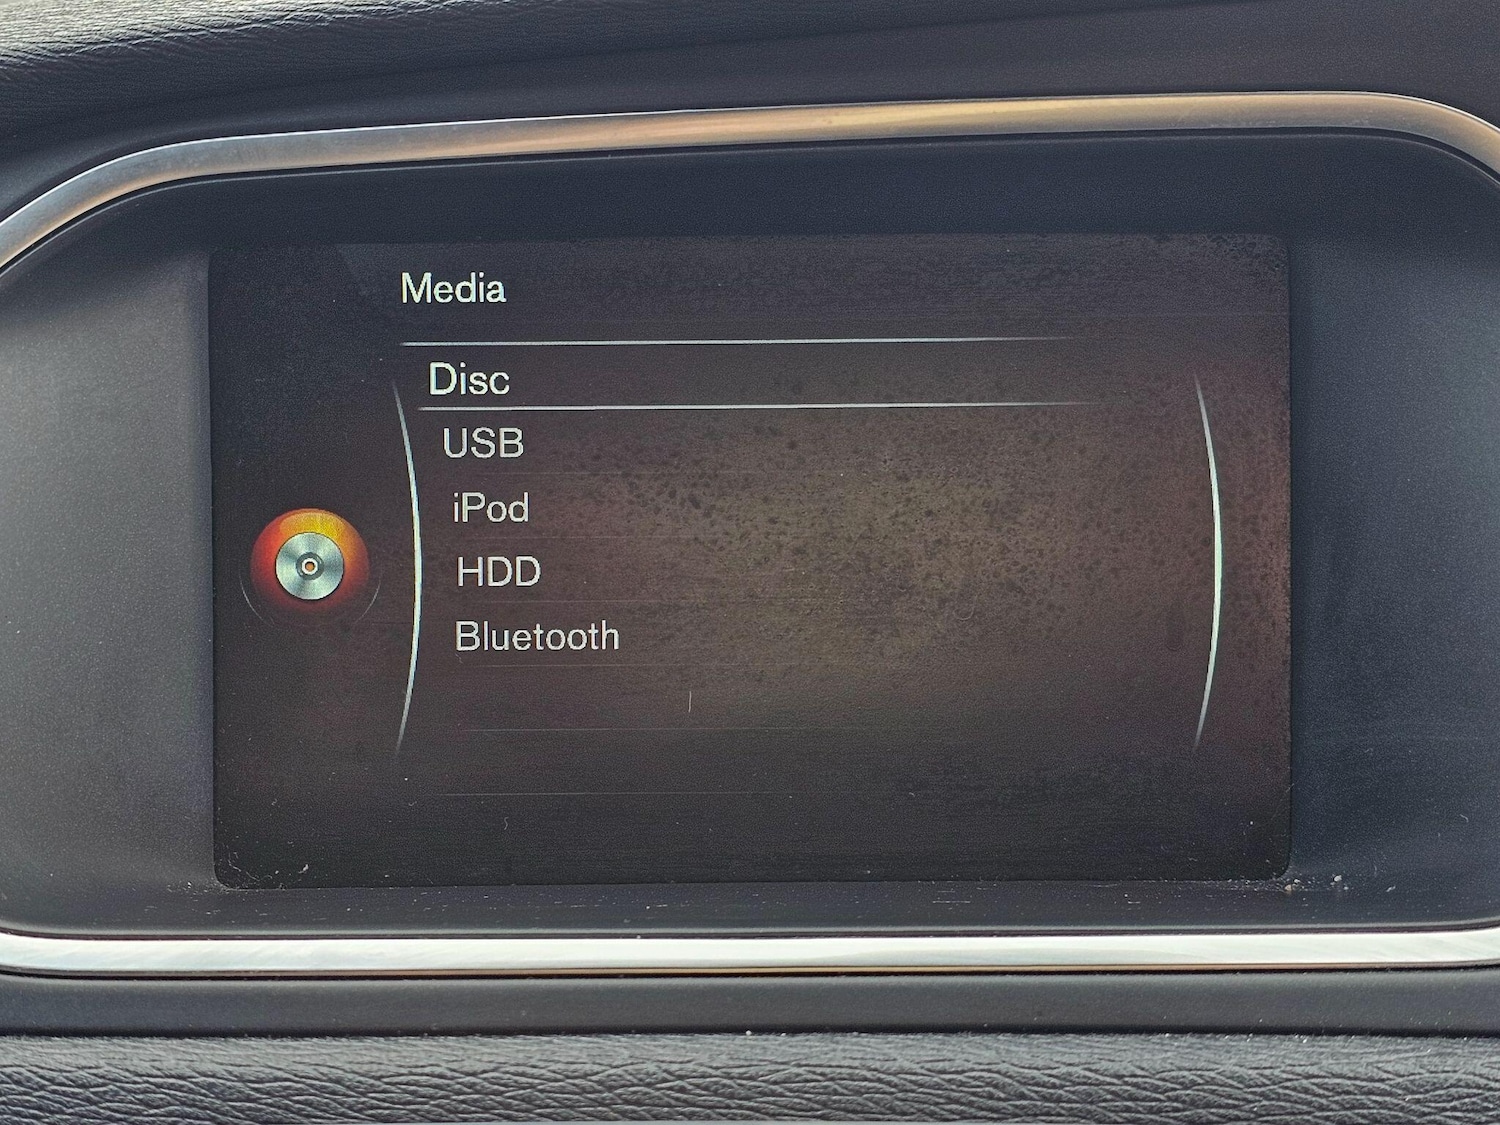 Media
Disc
USB
iPod
HDD
Bluetooth